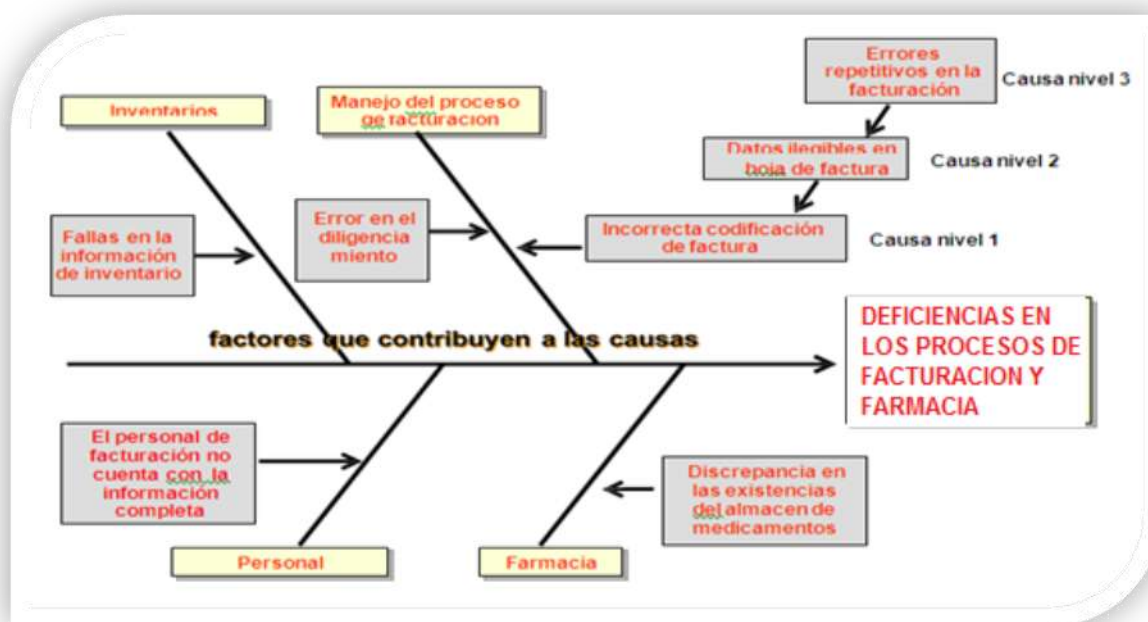 Errores
repetitivos en la
facturación
Causa nivel 3
Inventarios
Manejo del proceso
de facturación
Datos ilegibles en
hoja de factura
Causa nivel 2
Fallas en la
información
de inventario
Error en el
diligencia
miento
Incorrecta codificación
de factura
Causa nivel 1
factores que contribuyen a las causas
DEFICIENCIAS EN
LOS PROCESOS DE
FACTURACION Y
FARMACIA
El personal de
facturación no
cuenta con la
información
completa
Discrepancia en
las existencias
del almacen de
medicamentos
Personal
Farmacia